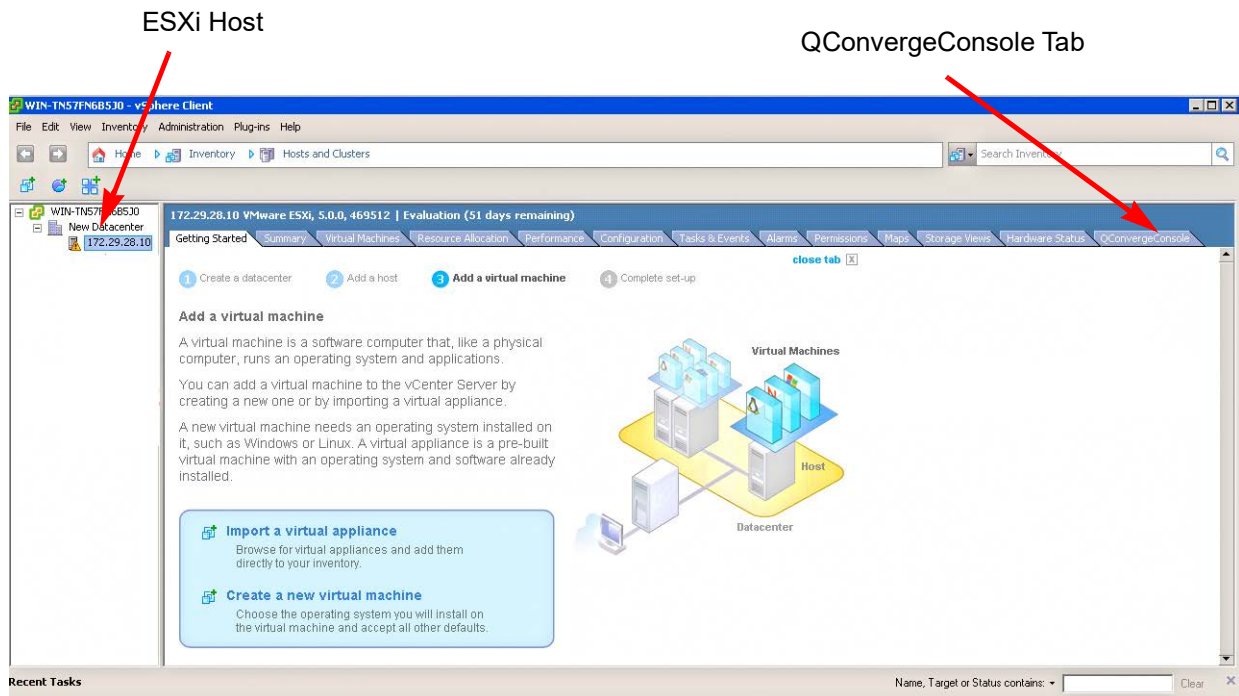 ESXi Host
QConvergeConsole Tab
WIN-TN57FN6B5J0 - vSphere Client
File Edit View Inventory Administration Plug-ins Help
Home Inventory Hosts and Clusters
Search Inventory
WIN-TN57FN6B5J0
New Datacenter
172.29.28.10
172.29.28.10 VMware ESXi, 5.0.0, 469512 | Evaluation (51 days remaining)
Getting Started Summary Virtual Machines Resource Allocation Performance Configuration Tasks & Events Alarms Permissions Maps Storage Views Hardware Status QConvergeConsole
close tab X
1 Create a datacenter 2 Add a host 3 Add a virtual machine 4 Complete set-up
Add a virtual machine
A virtual machine is a software computer that, like a physical
computer, runs an operating system and applications.
You can add a virtual machine to the vCenter Server by
creating a new one or by importing a virtual appliance.
A new virtual machine needs an operating system installed on
it, such as Windows or Linux. A virtual appliance is a pre-built
virtual machine with an operating system and software already
installed.
Import a virtual appliance
Browse for virtual appliances and add them
directly to your inventory.
Create a new virtual machine
Choose the operating system you will install on
the virtual machine and accept all other defaults.
Virtual Machines
Host
Datacenter
Recent Tasks
Name, Target or Status contains: Clear